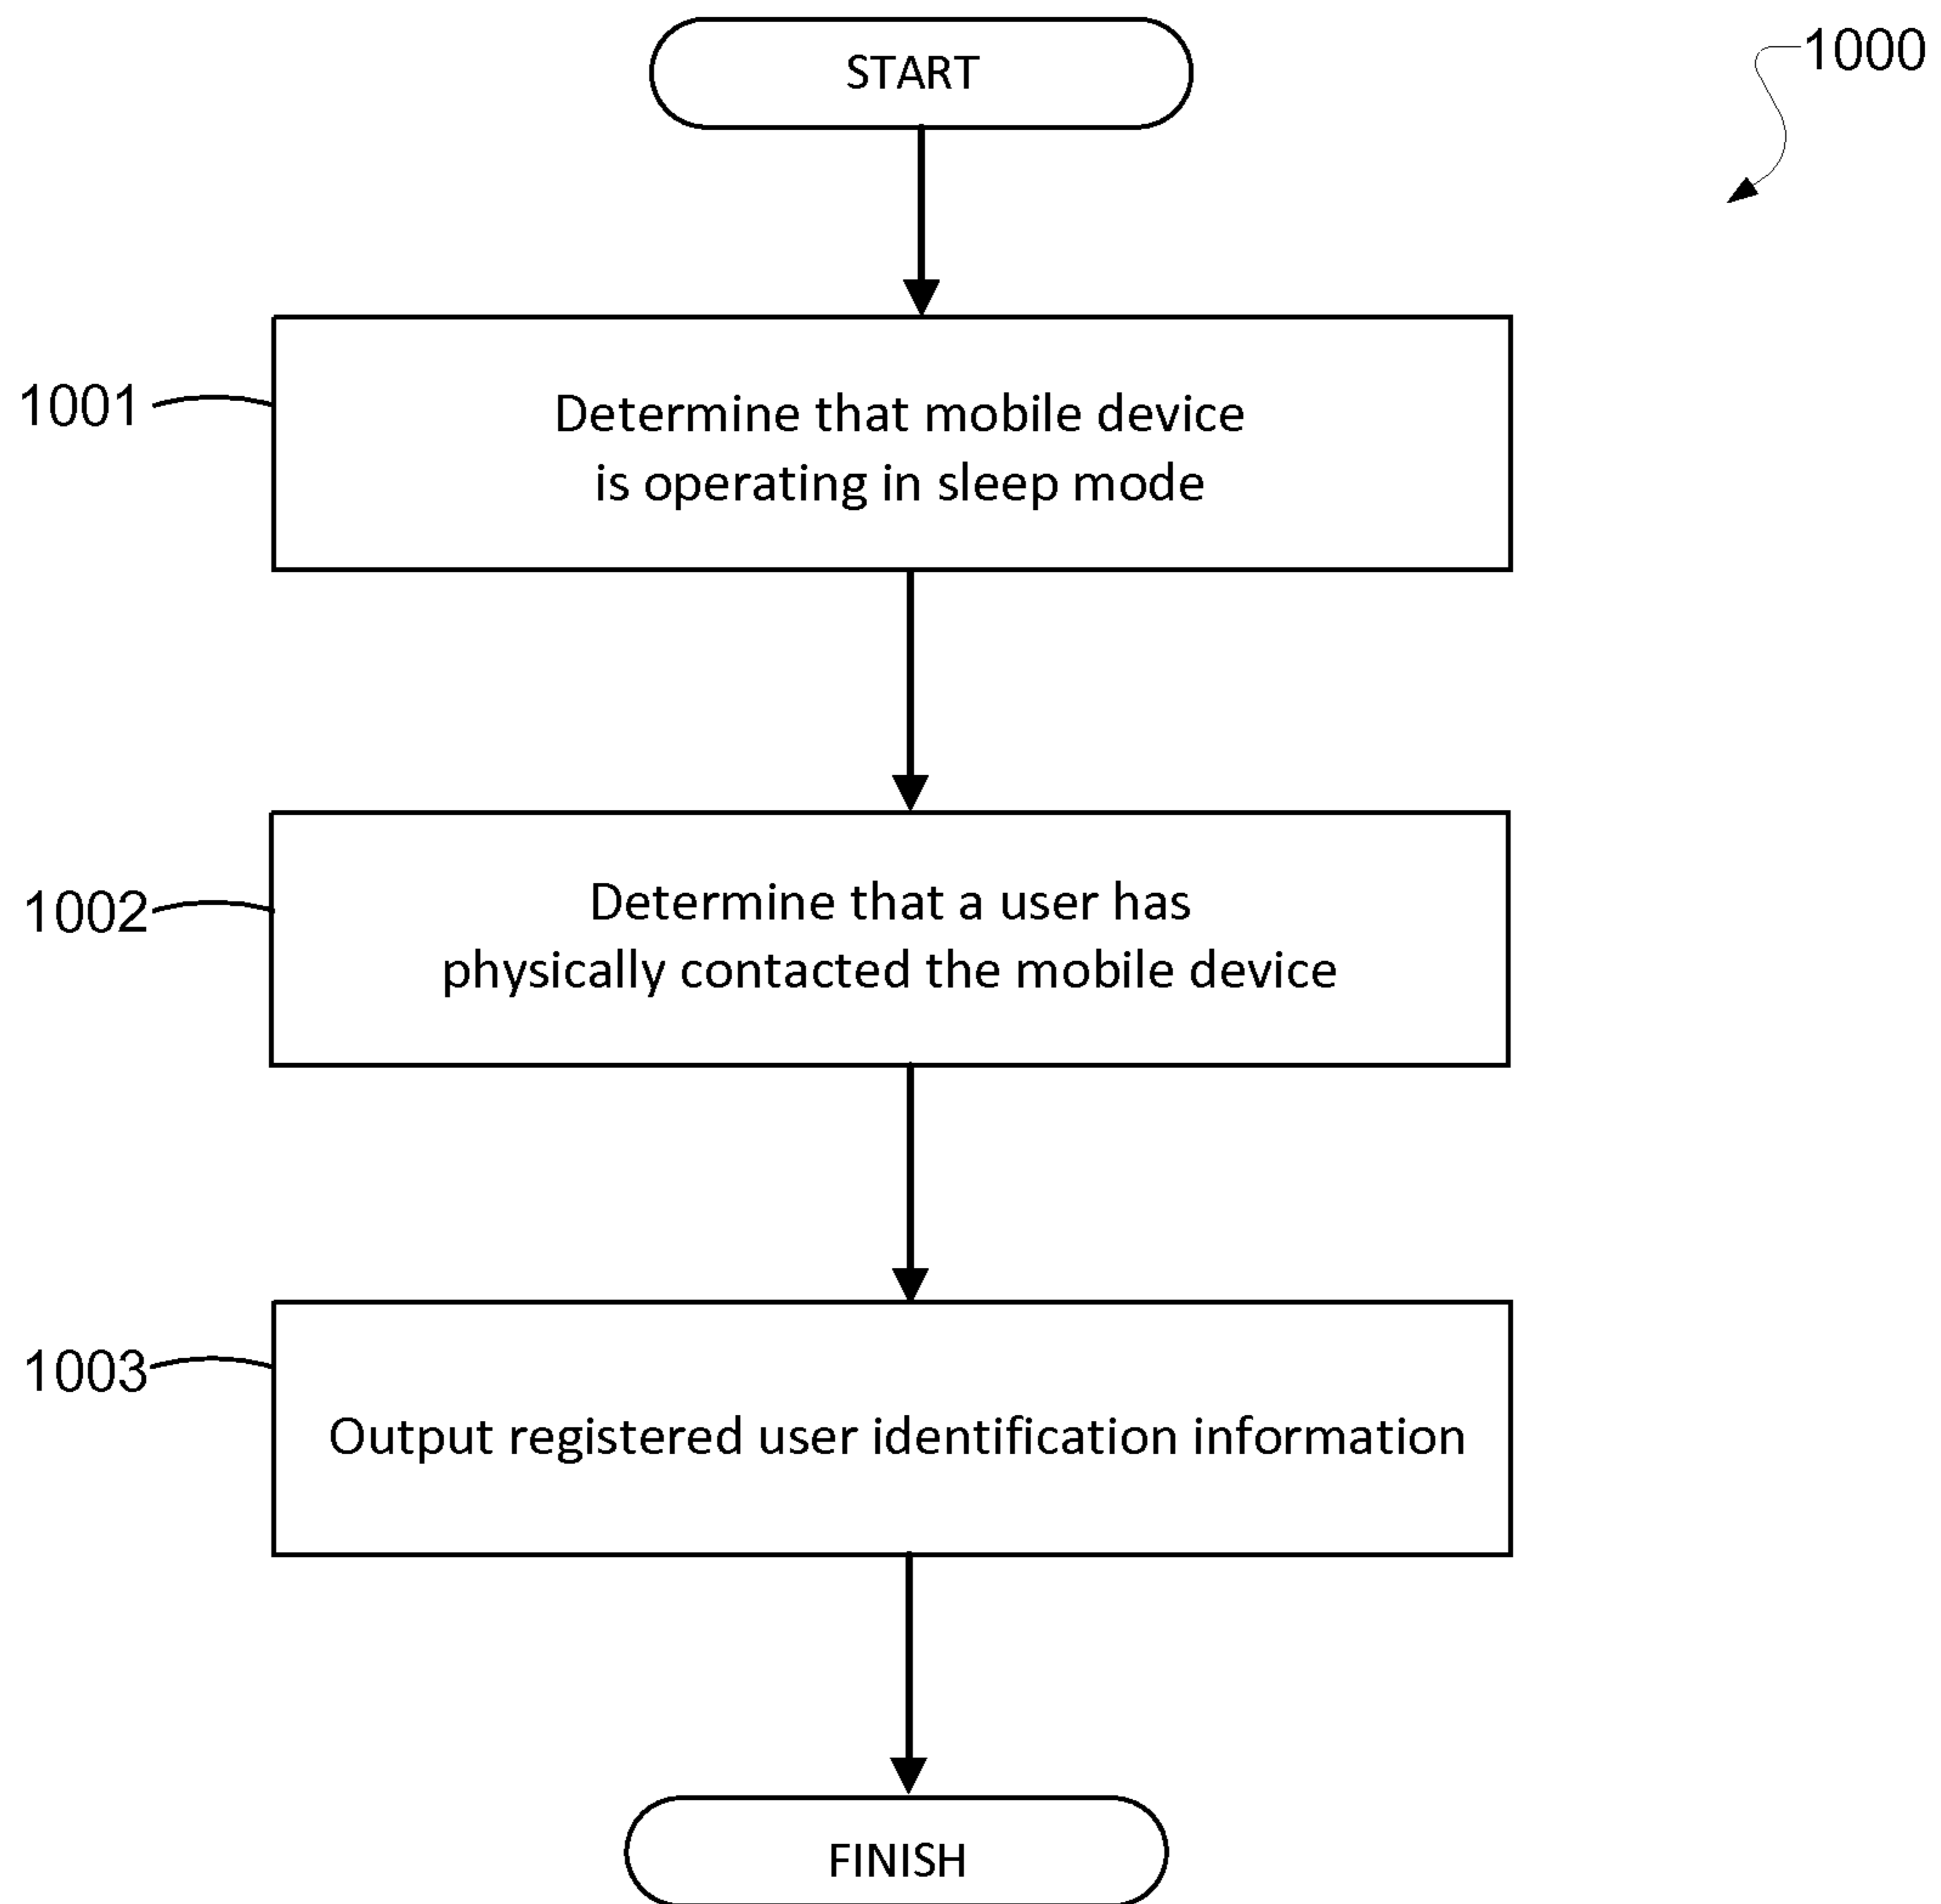 START
1000
1001
Determine that mobile device
is operating in sleep mode
1002
Determine that a user has
physically contacted the mobile device
1003
Output registered user identification information
FINISH